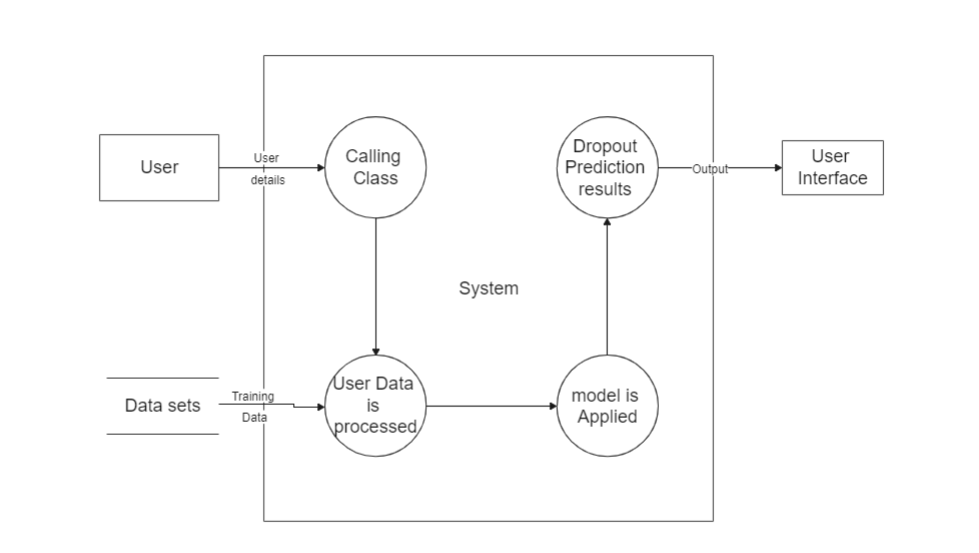 User
User
details
Calling
Class
Dropout
Prediction
results
Output
User
Interface
System
Data sets
Training
Data
User Data
is
processed
model is
Applied